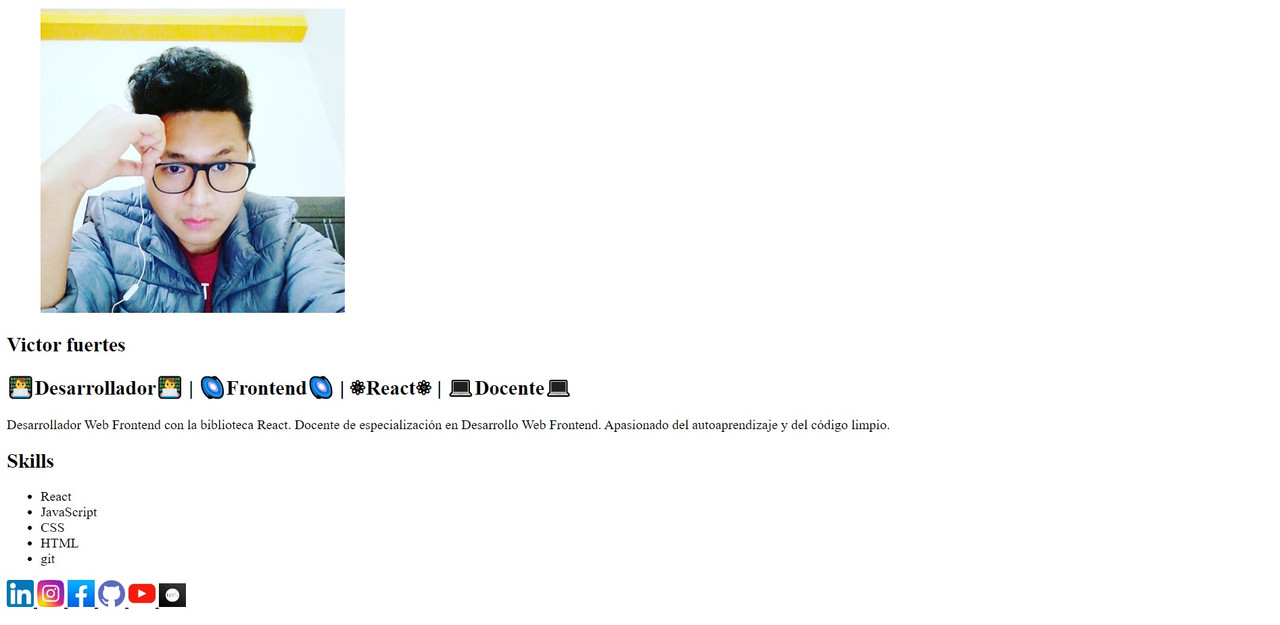 T
Victor fuertes
👨‍💻Desarrollador👨‍💻 | 🌀Frontend🌀 | ⚛React⚛ | 💻Docente💻
Desarrollador Web Frontend con la biblioteca React. Docente de especialización en Desarrollo Web Frontend. Apasionado del autoaprendizaje y del código limpio.
Skills
• React
• JavaScript
• CSS
• HTML
• git
in f